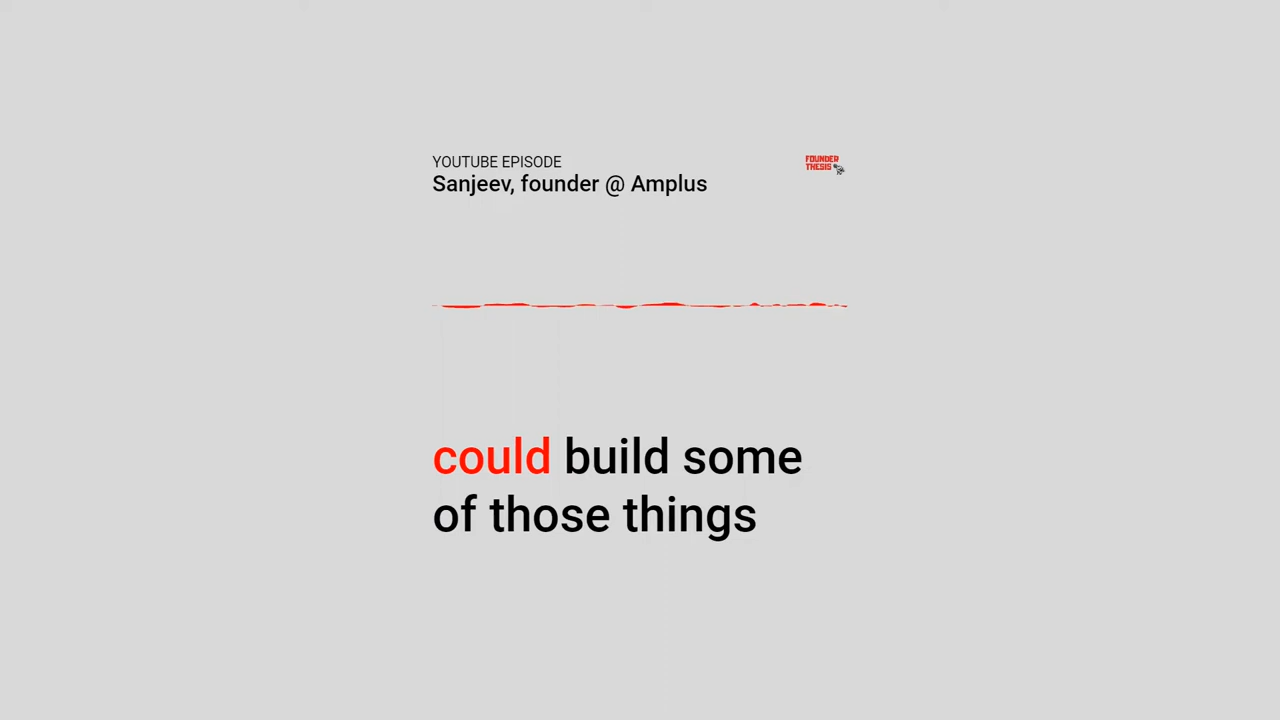 YOUTUBE EPISODE
Sanjeev, founder @ Amplus
FOUNDER
THESIS
could build some
of those things